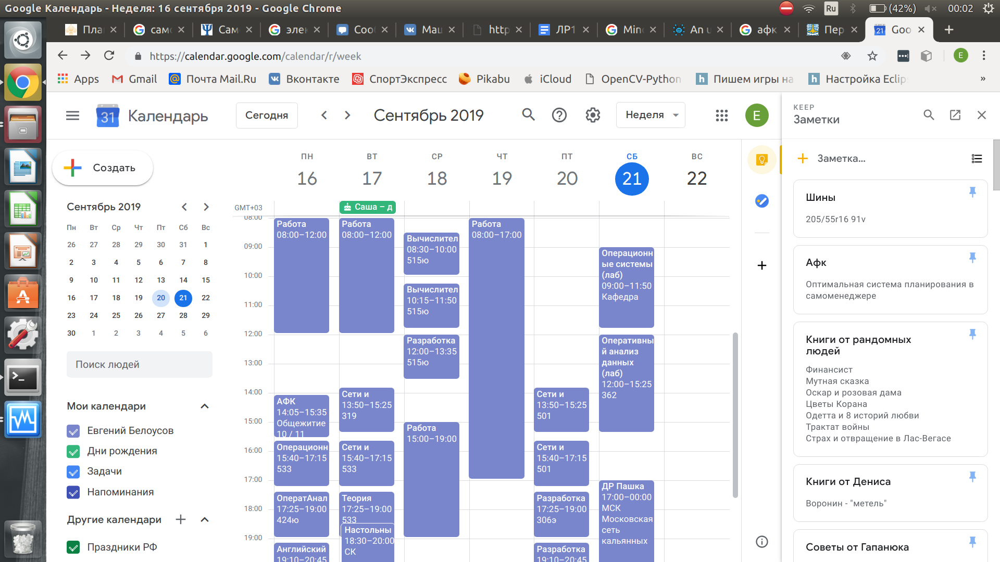 Google Календарь - Неделя: 16 сентября 2019 - Google Chrome
Ru
(42%)
00:02
Пла
сам
Сам
эле
Соо
Маш
http
ЛР1
Minc
An u
афк
Пер
21
Goo
https://calendar.google.com/calendar/r/week
E
Apps
Gmail
Почта Mail.Ru
Вконтакте
СпортЭкспресс
Pikabu
iCloud
OpenCV-Python
Пишем игры на
Настройка Eclip
»
31
Календарь
Сегодня
Сентябрь 2019
Неделя
E
Создать
Сентябрь 2019
Пн Вт Ср Чт Пт Сб Вс
26 27 28 29 30 31 1
2 3 4 5 6 7 8
9 10 11 12 13 14 15
16 17 18 19 20 21 22
23 24 25 26 27 28 29
30 1 2 3 4 5 6
Поиск людей
Мои календари
Евгений Белоусов
Дни рождения
Задачи
Напоминания
Другие календари
Праздники РФ
ПН ВТ СР ЧТ ПТ СБ ВС
16 17 18 19 20 21 22
GMT+03
Саша – д
08:00
09:00
10:00
11:00
12:00
13:00
14:00
15:00
16:00
17:00
18:00
19:00
Работа
08:00–12:00
АФК
14:05–15:35
Общежитие
10 / 11
Операционн
15:40–17:15
533
ОператАнал
17:25–19:00
424ю
Английский
19:10–20:45
Работа
08:00–12:00
Сети и
13:50–15:25
319
Сети и
15:40–17:15
533
Теория
17:25–19:00
533
Настольны
18:30–20:00
СК
Вычислител
08:30–10:00
515ю
Вычислител
10:15–11:50
515ю
Разработка
12:00–13:35
515ю
Работа
15:00–19:00
Работа
08:00–17:00
Сети и
13:50–15:25
501
Сети и
15:40–17:15
501
Разработка
17:25–19:00
306э
Разработка
19:10–20:45
Операционн
ые системы
(лаб)
09:00–11:50
Кафедра
Оперативны
й анализ
данных
(лаб)
12:00–15:25
362
ДР Пашка
17:00–00:00
МСК
Московская
сеть
кальянных
KEEP
Заметки
Заметка...
Шины
205/55r16 91v
Афк
Оптимальная система планирования в
самоменеджере
Книги от рандомных
людей
Финансист
Мутная сказка
Оскар и розовая дама
Цветы Корана
Одетта и 8 историй любви
Трактат войны
Страх и отвращение в Лас-Вегасе
Книги от Дениса
Воронин - "метель"
Советы от Гапанюка